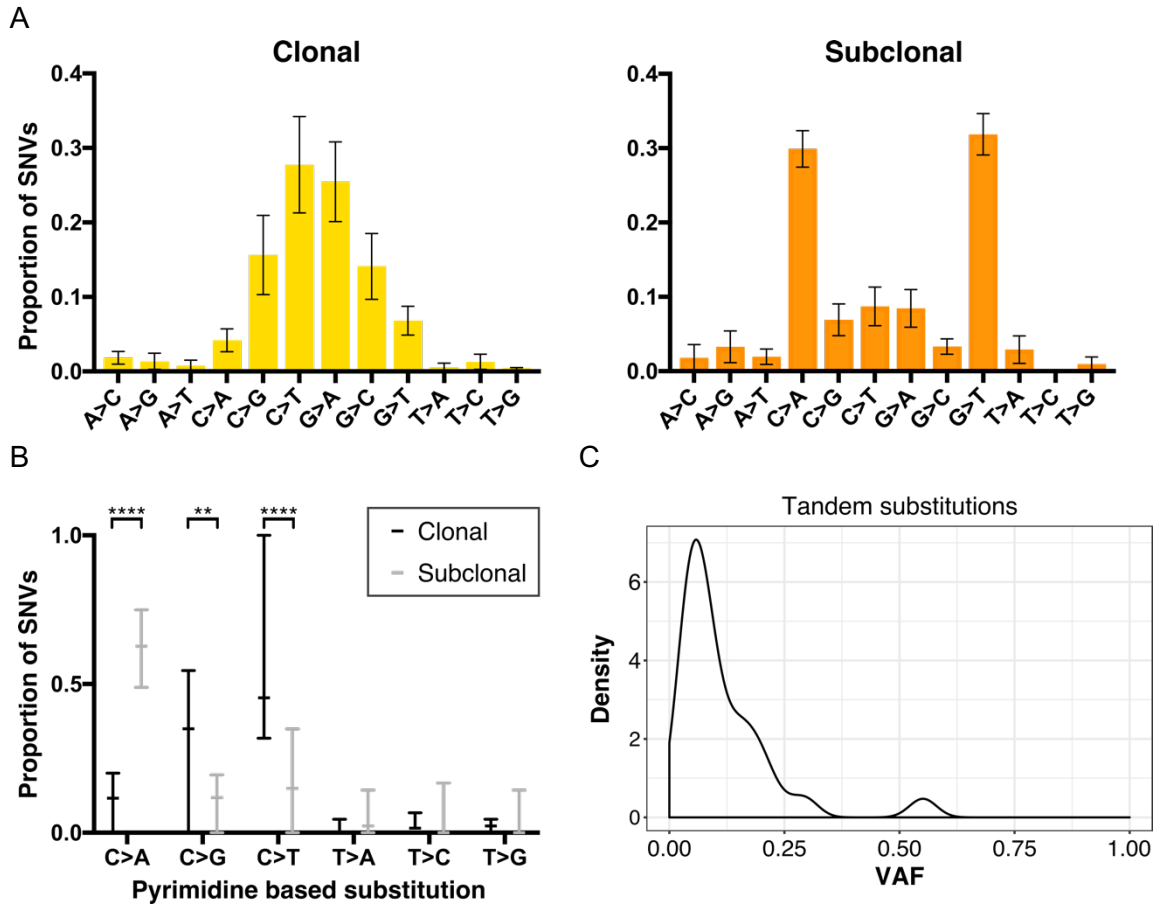 A
Clonal
Subclonal
Proportion of SNVs
0.4
0.3
0.2
0.1
0.0
A>C A>G A>T C>A C>G C>T G>A G>C G>T T>A T>C T>G
0.4
0.3
0.2
0.1
0.0
A>C A>G A>T C>A C>G C>T G>A G>C G>T T>A T>C T>G
B
Proportion of SNVs
1.0
0.5
0.0
**** ** ****
Clonal
Subclonal
C>A C>G C>T T>A T>C T>G
Pyrimidine based substitution
C
Tandem substitutions
Density
6
4
2
0
0.00 0.25 0.50 0.75 1.00
VAF